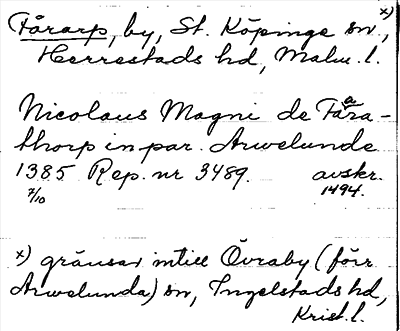 x)
Fårarp, by, St. Köpinge sn,
Herrestads hd, Malm. l.
Nicolaus Magni de Faara-
thorp in par. Arwelunde
1385 Rep. nr 3489. avskr.
7/10 1494.
x) gränsar intill Övraby (förr
Arwelunda) sn, Ingelstads hd,
Krist. l.